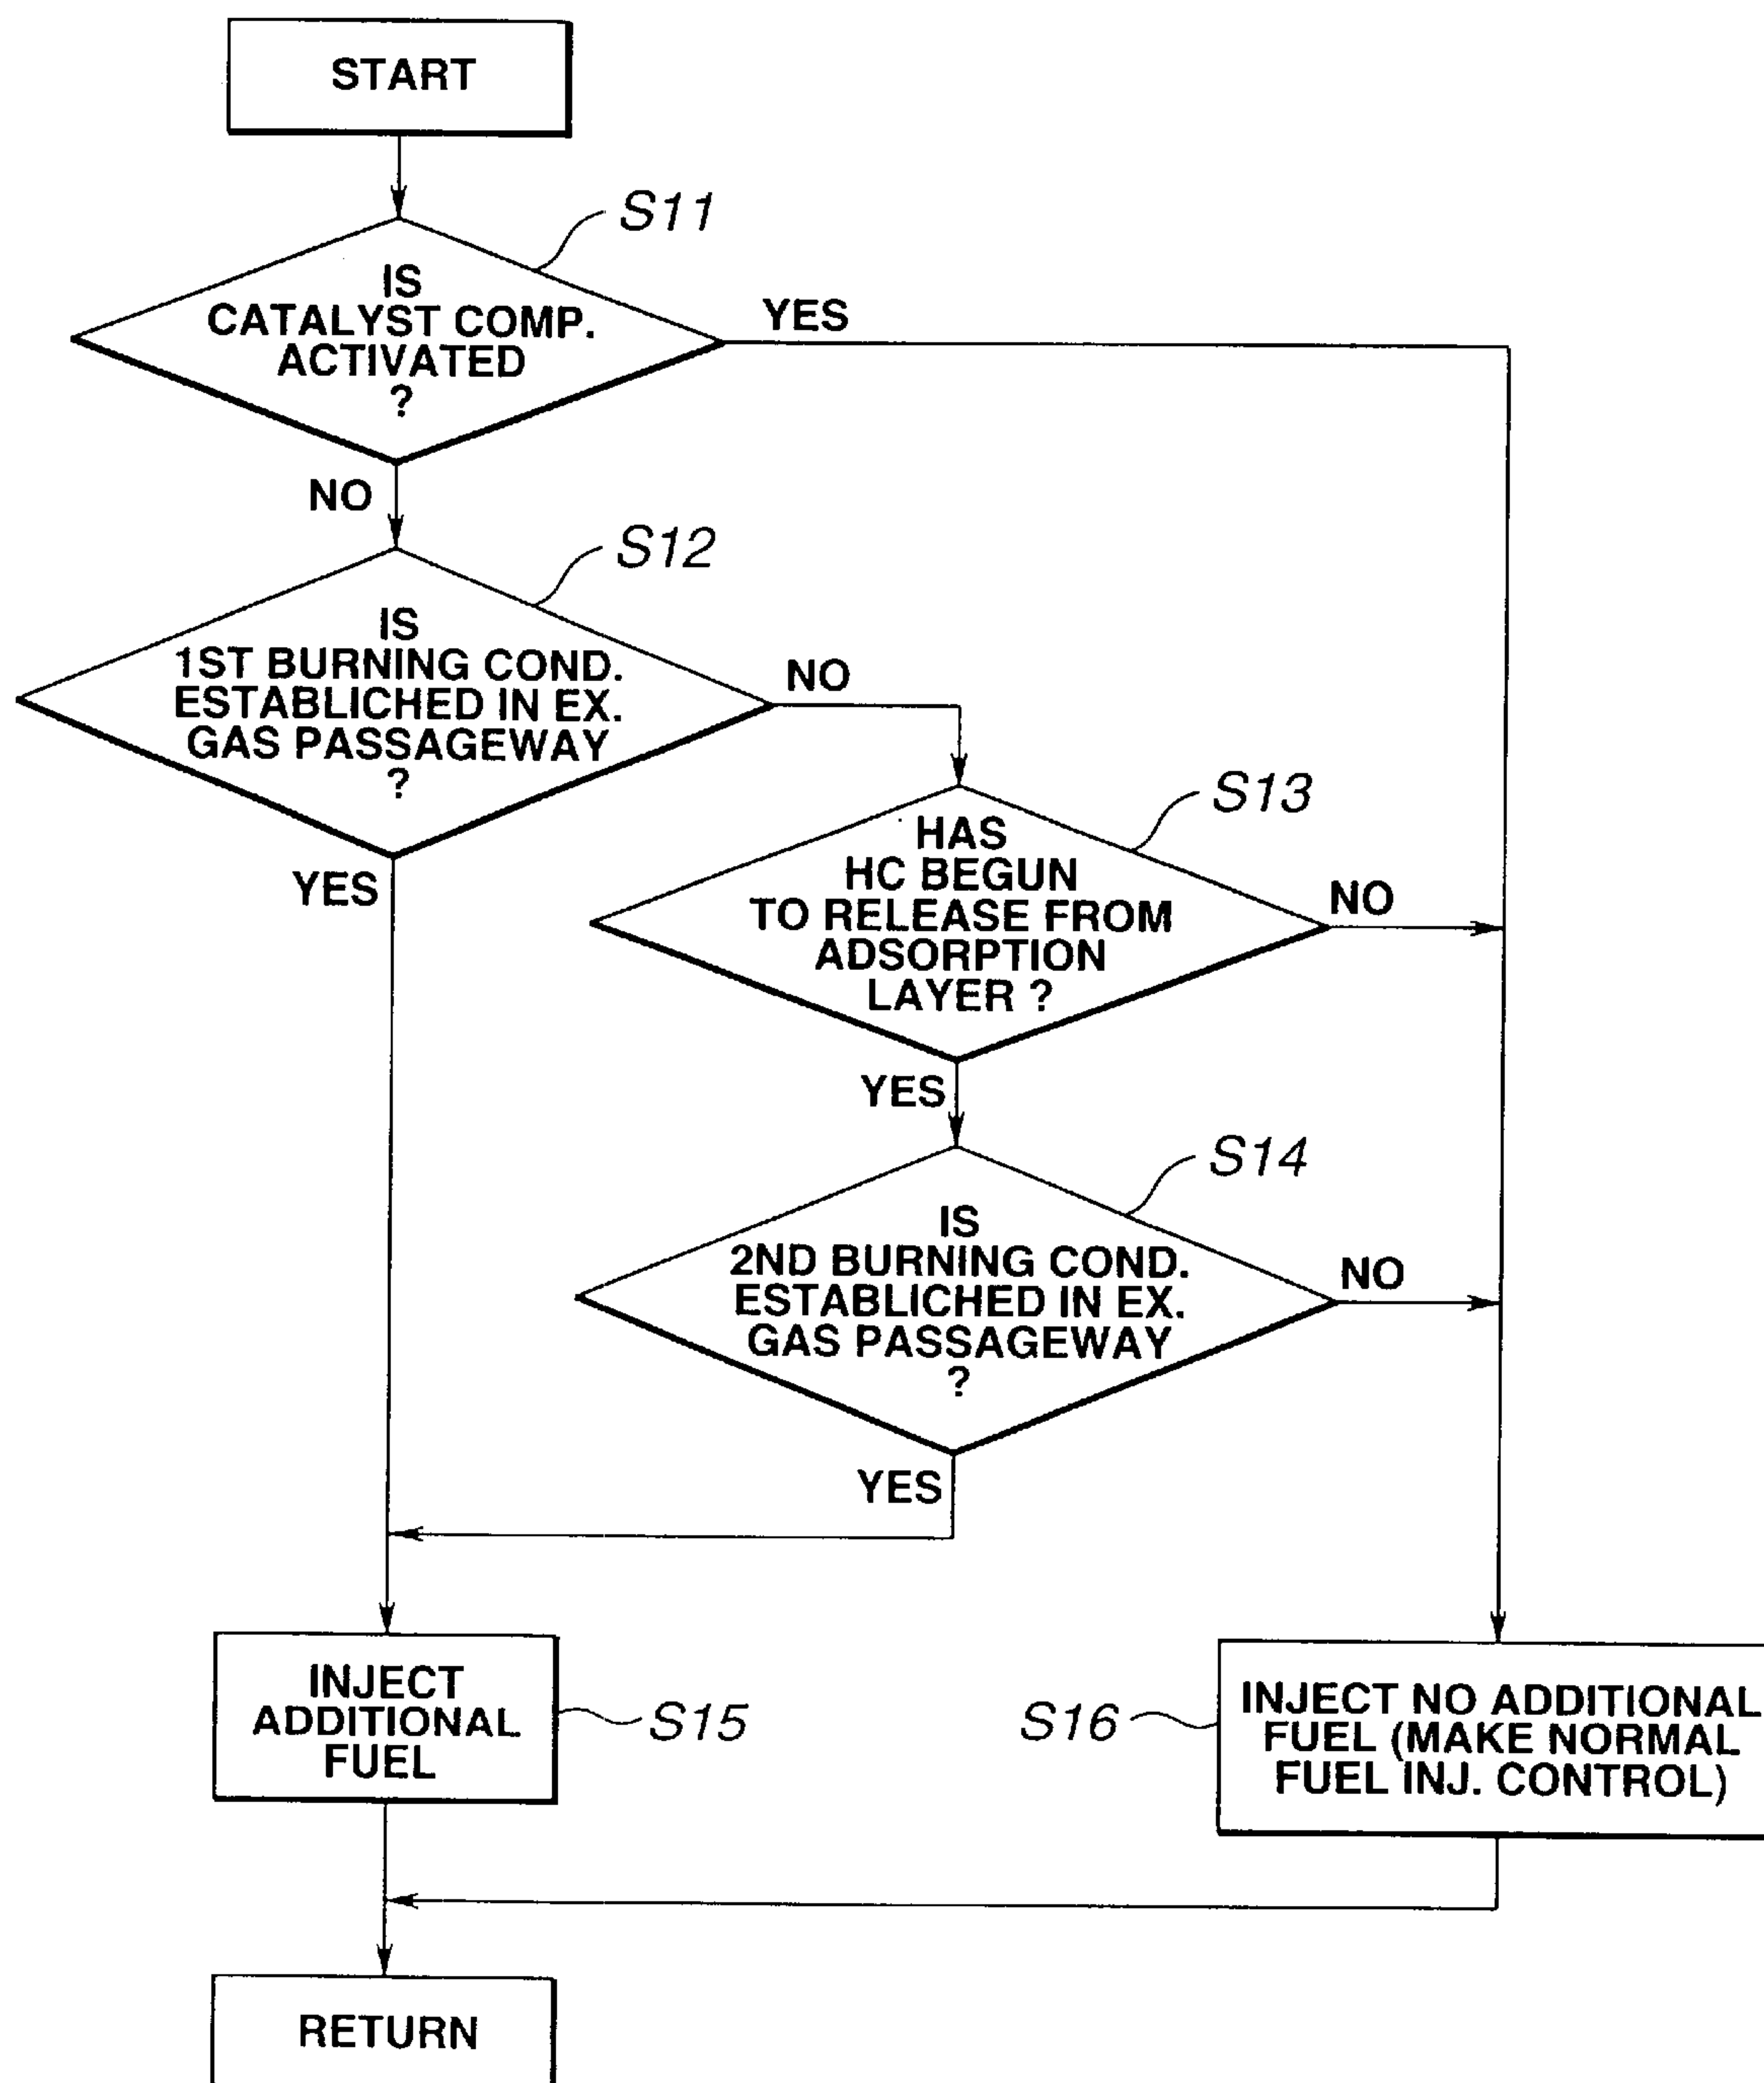 START
S11
IS
CATALYST COMP.
ACTIVATED
?
YES
NO
S12
IS
1ST BURNING COND.
ESTABLICHED IN EX.
GAS PASSAGEWAY
?
NO
YES
S13
HAS
HC BEGUN
TO RELEASE FROM
ADSORPTION
LAYER ?
NO
YES
S14
IS
2ND BURNING COND.
ESTABLICHED IN EX.
GAS PASSAGEWAY
?
NO
YES
INJECT
ADDITIONAL
FUEL
S15
S16
INJECT NO ADDITIONAL
FUEL (MAKE NORMAL
FUEL INJ. CONTROL)
RETURN